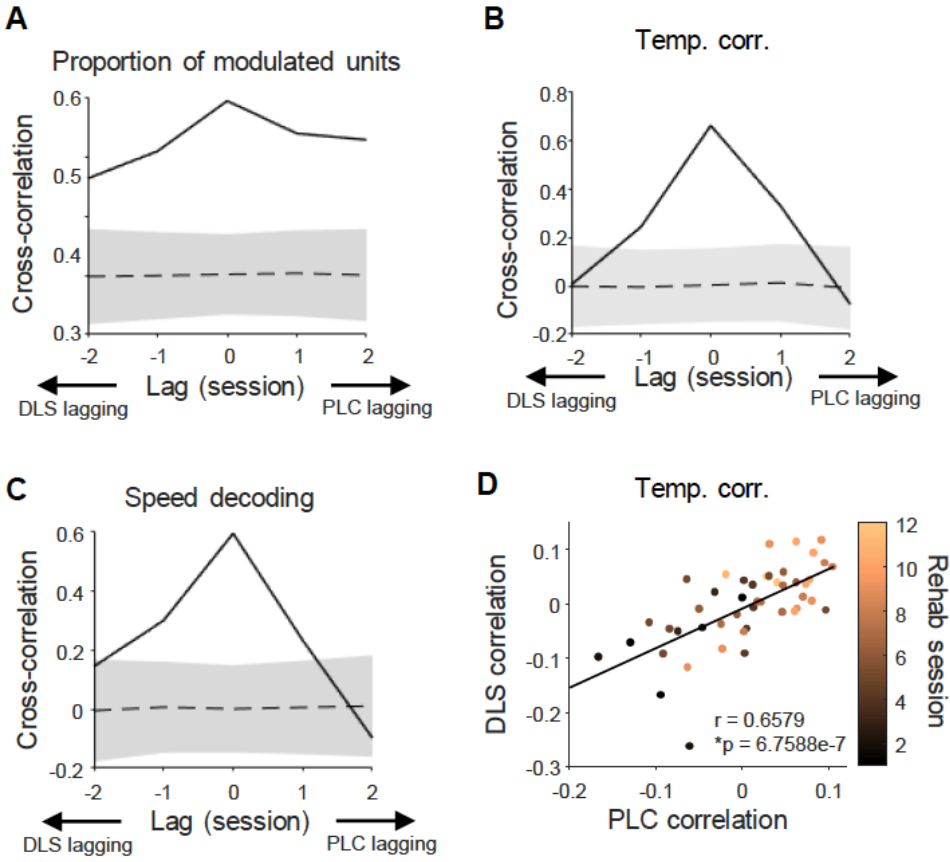 A
Proportion of modulated units
Cross-correlation
0.6
0.5
0.4
0.3
-2 -1 0 1 2
Lag (session)
DLS lagging
PLC lagging
B
Temp. corr.
Cross-correlation
0.8
0.6
0.4
0.2
0
-0.2
-2 -1 0 1 2
Lag (session)
DLS lagging
PLC lagging
C
Speed decoding
Cross-correlation
0.6
0.4
0.2
0
-0.2
-2 -1 0 1 2
Lag (session)
DLS lagging
PLC lagging
D
Temp. corr.
DLS correlation
0.1
0
-0.1
-0.2
-0.3
r = 0.6579
*p = 6.7588e-7
-0.2 -0.1 0 0.1
PLC correlation
12
10
8
6
4
2
Rehab session